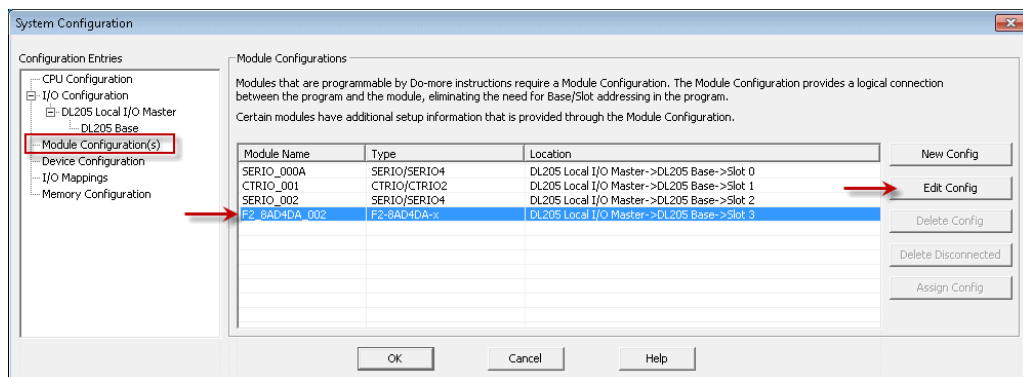 System Configuration
Configuration Entries
CPU Configuration
I/O Configuration
DL205 Local I/O Master
DL205 Base
Module Configuration(s)
Device Configuration
I/O Mappings
Memory Configuration
Module Configurations
Modules that are programmable by Do-more instructions require a Module Configuration. The Module Configuration provides a logical connection
between the program and the module, eliminating the need for Base/Slot addressing in the program.
Certain modules have additional setup information that is provided through the Module Configuration.
Module Name Type Location
SERIO_000A SERIO/SERIO4 DL205 Local I/O Master->DL205 Base->Slot 0
CTRIO_001 CTRIO/CTRIO2 DL205 Local I/O Master->DL205 Base->Slot 1
SERIO_002 SERIO/SERIO4 DL205 Local I/O Master->DL205 Base->Slot 2
F2_8AD4DA_002 F2-8AD4DA-x DL205 Local I/O Master->DL205 Base->Slot 3
New Config
Edit Config
Delete Config
Delete Disconnected
Assign Config
OK Cancel Help